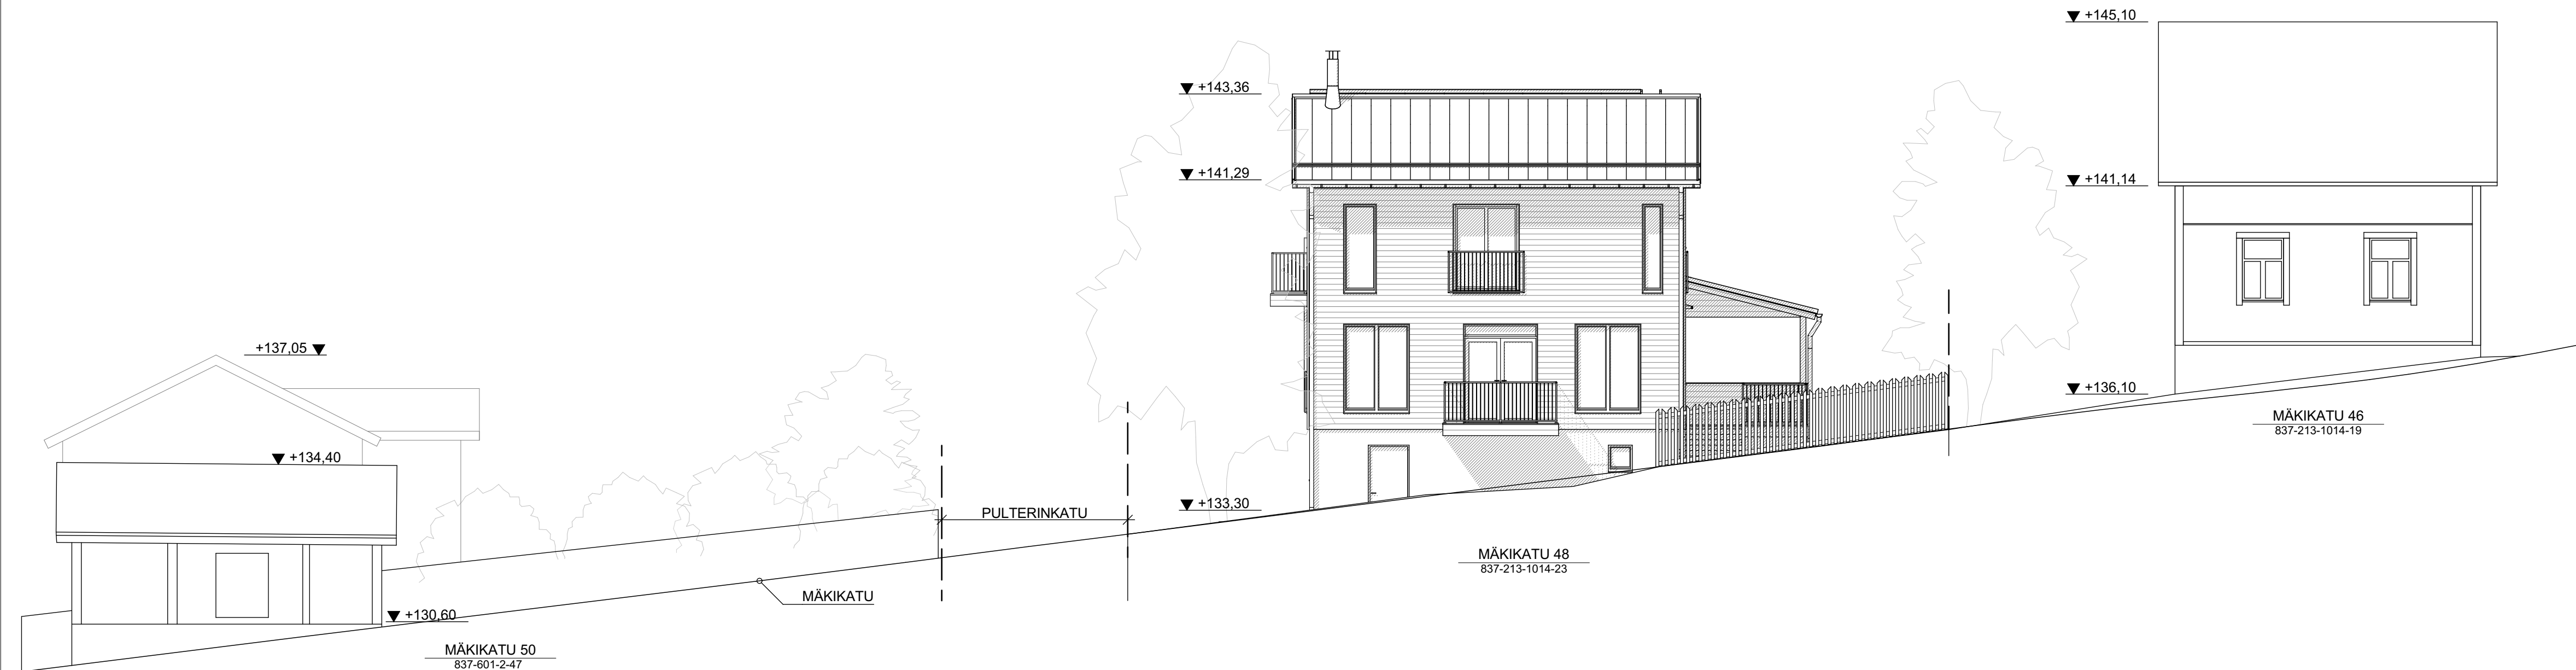 +145,10
+143,36
+141,29
+141,14
+137,05
+136,10
MÄKIKATU 46
837-213-1014-19
+134,40
+133,30
PULTERINKATU
MÄKIKATU 48
837-213-1014-23
MÄKIKATU
+130,60
MÄKIKATU 50
837-601-2-47